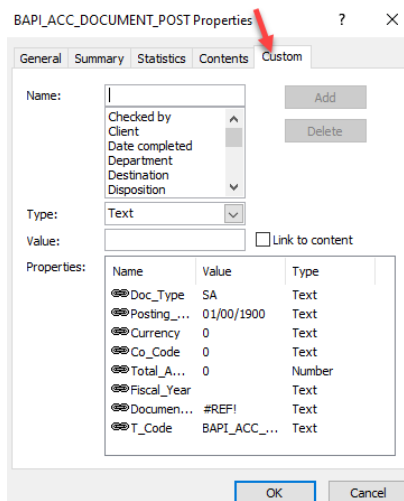 BAPI_ACC_DOCUMENT_POST Properties ? ×
General Summary Statistics Contents Custom
Name:
Add
Checked by
Client
Date completed
Department
Destination
Disposition
Delete
Type: Text
Value: Link to content
Properties: Name Value Type
Doc_Type SA Text
Posting_... 01/00/1900 Text
Currency 0 Text
Co_Code 0 Text
Total_A... 0 Number
Fiscal_Year Text
Documen... #REF! Text
T_Code BAPI_ACC_... Text
OK Cancel